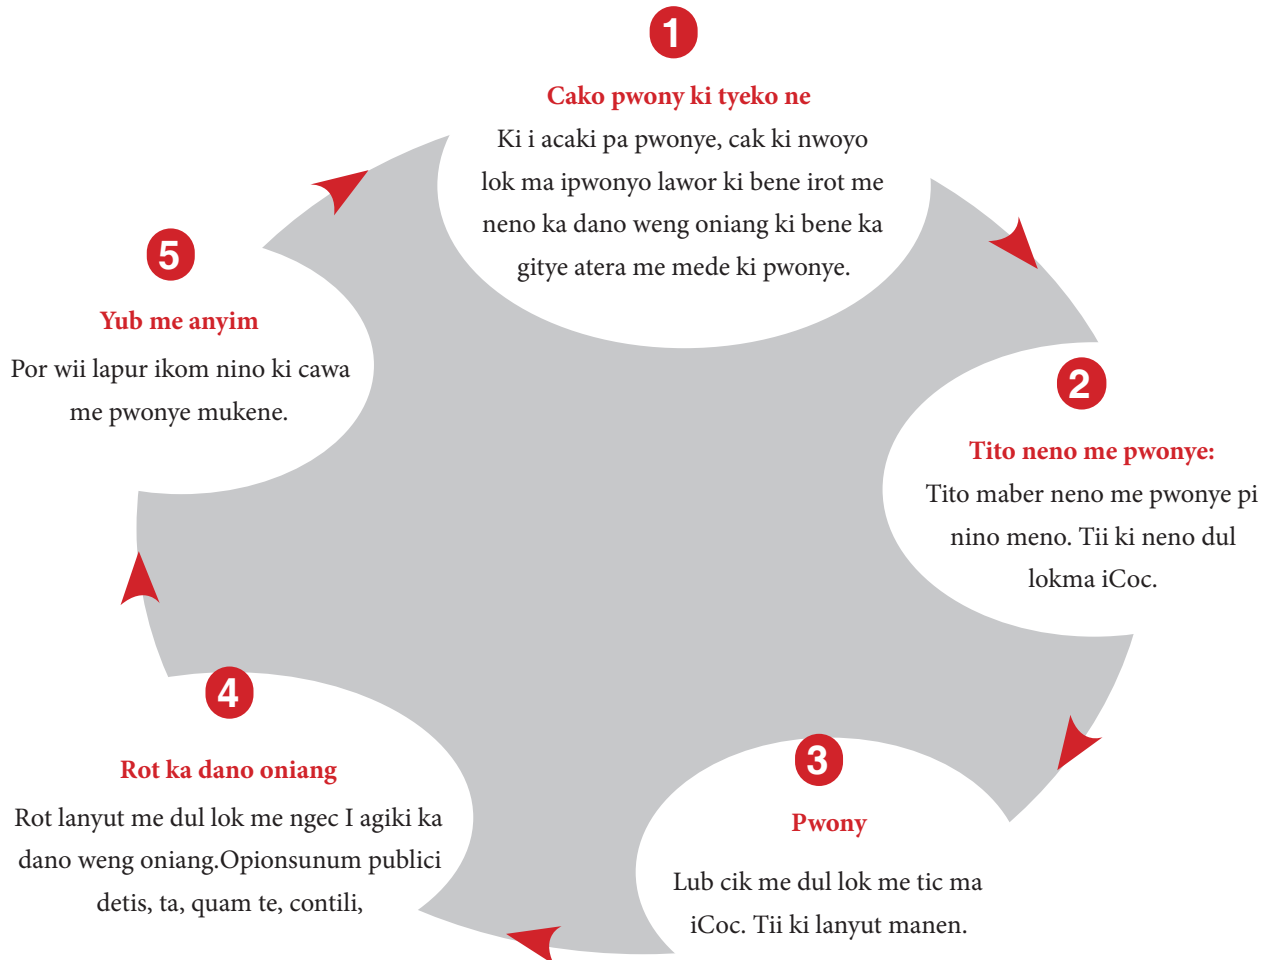 1
Cako pwony ki tyeko ne
Ki i acaki pa pwonye, cak ki nwoyo
lok ma ipwonyo lawor ki bene irot me
neno ka dano weng oniang ki bene ka
gitye atera me mede ki pwonye.
2
Tito neno me pwonye:
Tito maber neno me pwonye pi
nino meno. Tii ki neno dul
lokma iCoc.
3
Pwony
Lub cik me dul lok me tic ma
iCoc. Tii ki lanyut manen.
4
Rot ka dano oniang
Rot lanyut me dul lok me ngec I agiki ka
dano weng oniang.Opionsunum publici
detis, ta, quam te, contili,
5
Yub me anyim
Por wii lapur ikom nino ki cawa
me pwonye mukene.